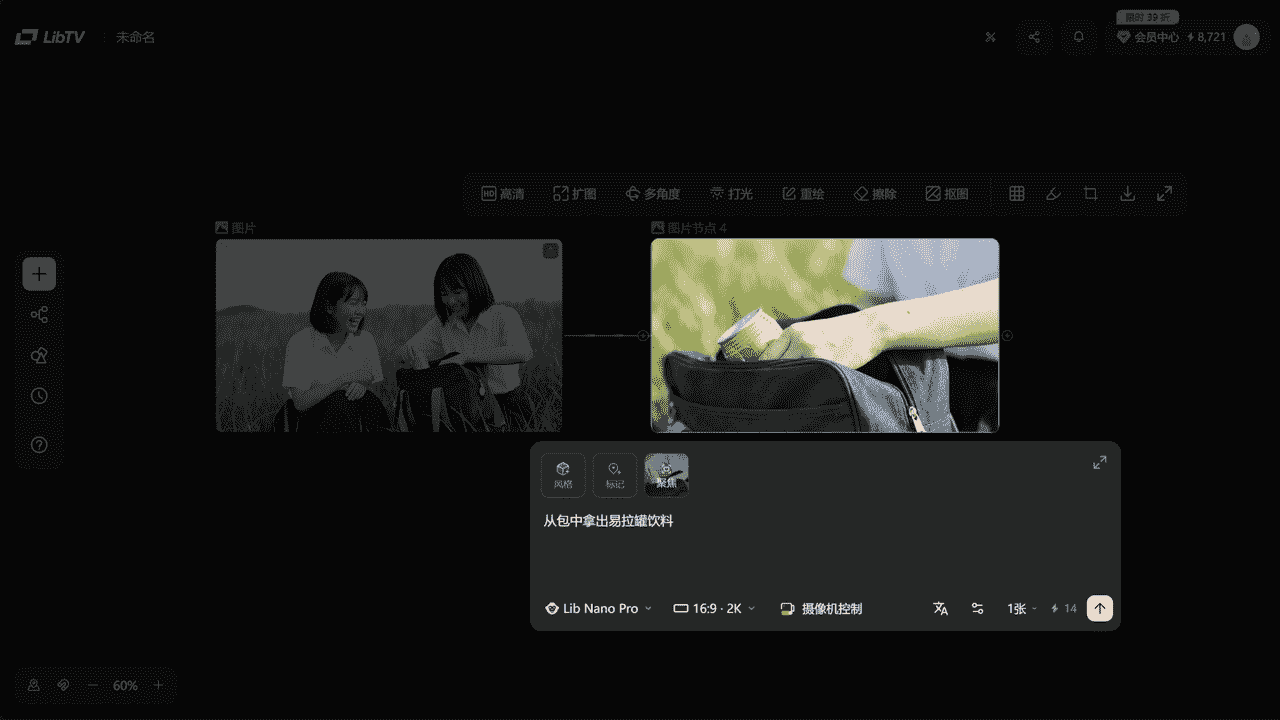 LibTV
未命名
限时 39 折
会员中心
8,721
HD 高清
扩图
多角度
打光
重绘
擦除
抠图
图片
图片节点 4
风格
标记
聚焦
从包中拿出易拉罐饮料
Lib Nano Pro
16:9 · 2K
摄像机控制
1张
14
60%